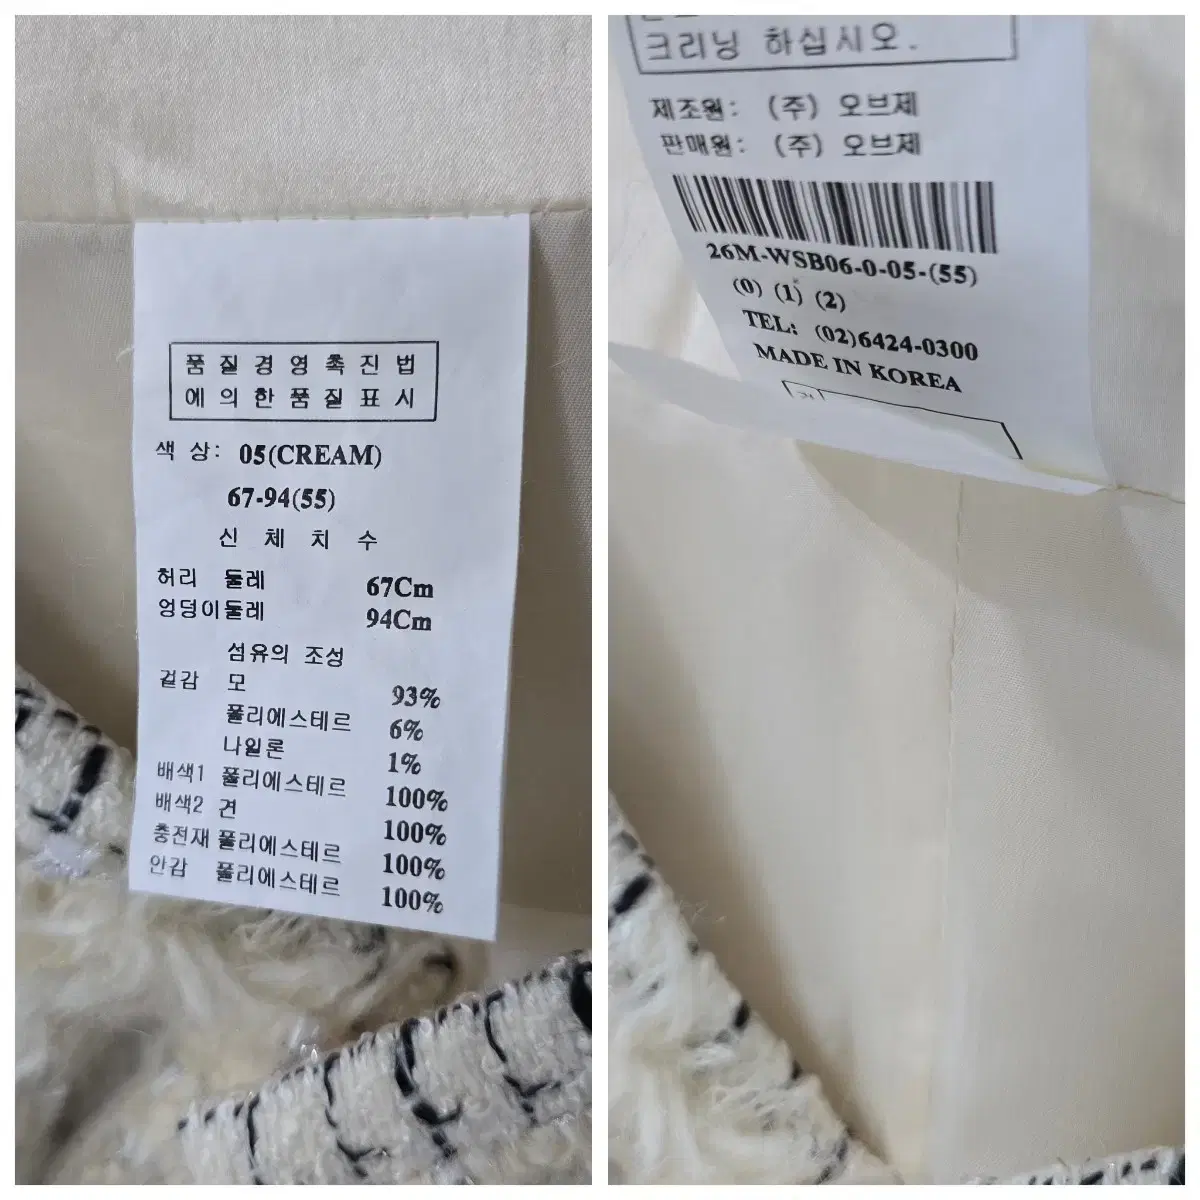 품질경영촉진법
에의한품질표시
색 상: 05(CREAM)
67-94(55)
신 체 치 수
허리 둘레 67Cm
엉덩이둘레 94Cm
섬유의 조성
겉감 모 93%
폴리에스테르 6%
나일론 1%
배색1 폴리에스테르 100%
배색2 견 100%
충전재 폴리에스테르 100%
안감 폴리에스테르 100%
크리닝 하십시오.
제조원: (주) 오브제
판매원: (주) 오브제
26M-WSB06-0-05-(55)
(0) (1) (2)
TEL: (02)6424-0300
MADE IN KOREA